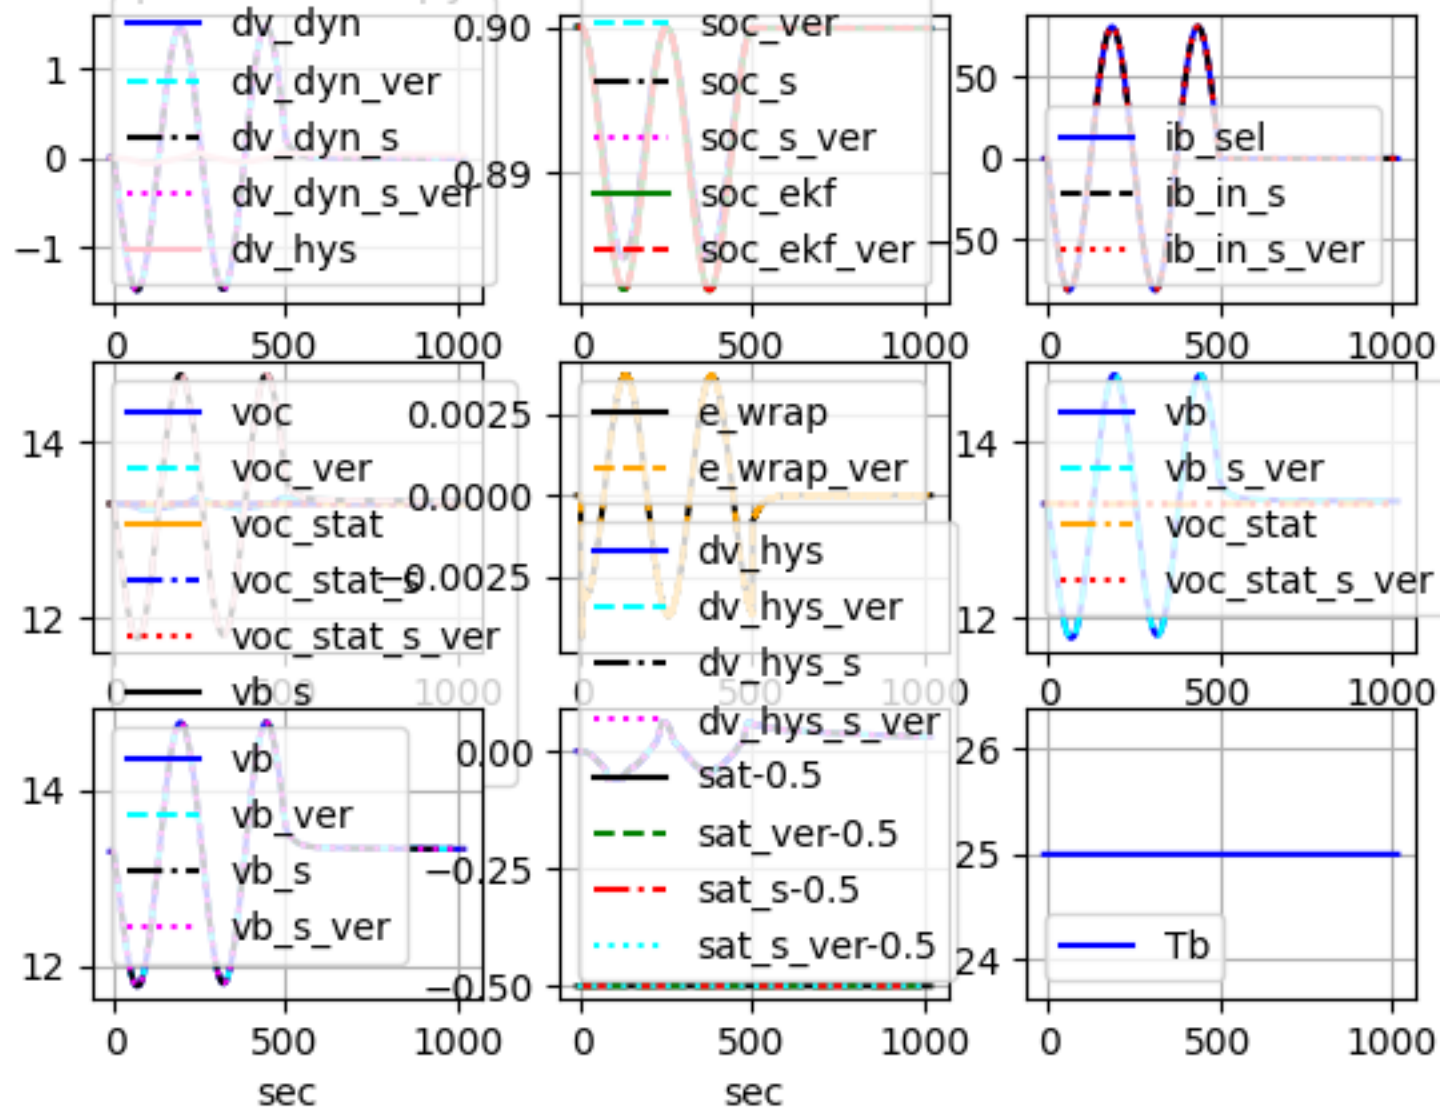 dv_dyn
dv_dyn_ver
dv_dyn_s
dv_dyn_s_ver
dv_hys
1
0
−1
0 500 1000
soc_ver
soc_s
soc_s_ver
soc_ekf
soc_ekf_ver
0.90
0.89
0 500 1000
ib_sel
ib_in_s
ib_in_s_ver
50
0
50
0 500 1000
voc
voc_ver
voc_stat
voc_stat_s
voc_stat_s_ver
vb_s
14
12
0 1000
e_wrap
e_wrap_ver
0.0025
0.0000
−0.0025
0 500 1000
vb
vb_s_ver
voc_stat
voc_stat_s_ver
14
12
0 500 1000
vb
vb_ver
vb_s
vb_s_ver
14
12
0 500 1000
sec
dv_hys
dv_hys_ver
dv_hys_s
dv_hys_s_ver
sat-0.5
sat_ver-0.5
sat_s-0.5
sat_s_ver-0.5
0.00
−0.25
−0.50
0 500 1000
sec
26
25
24
Tb
0 500 1000